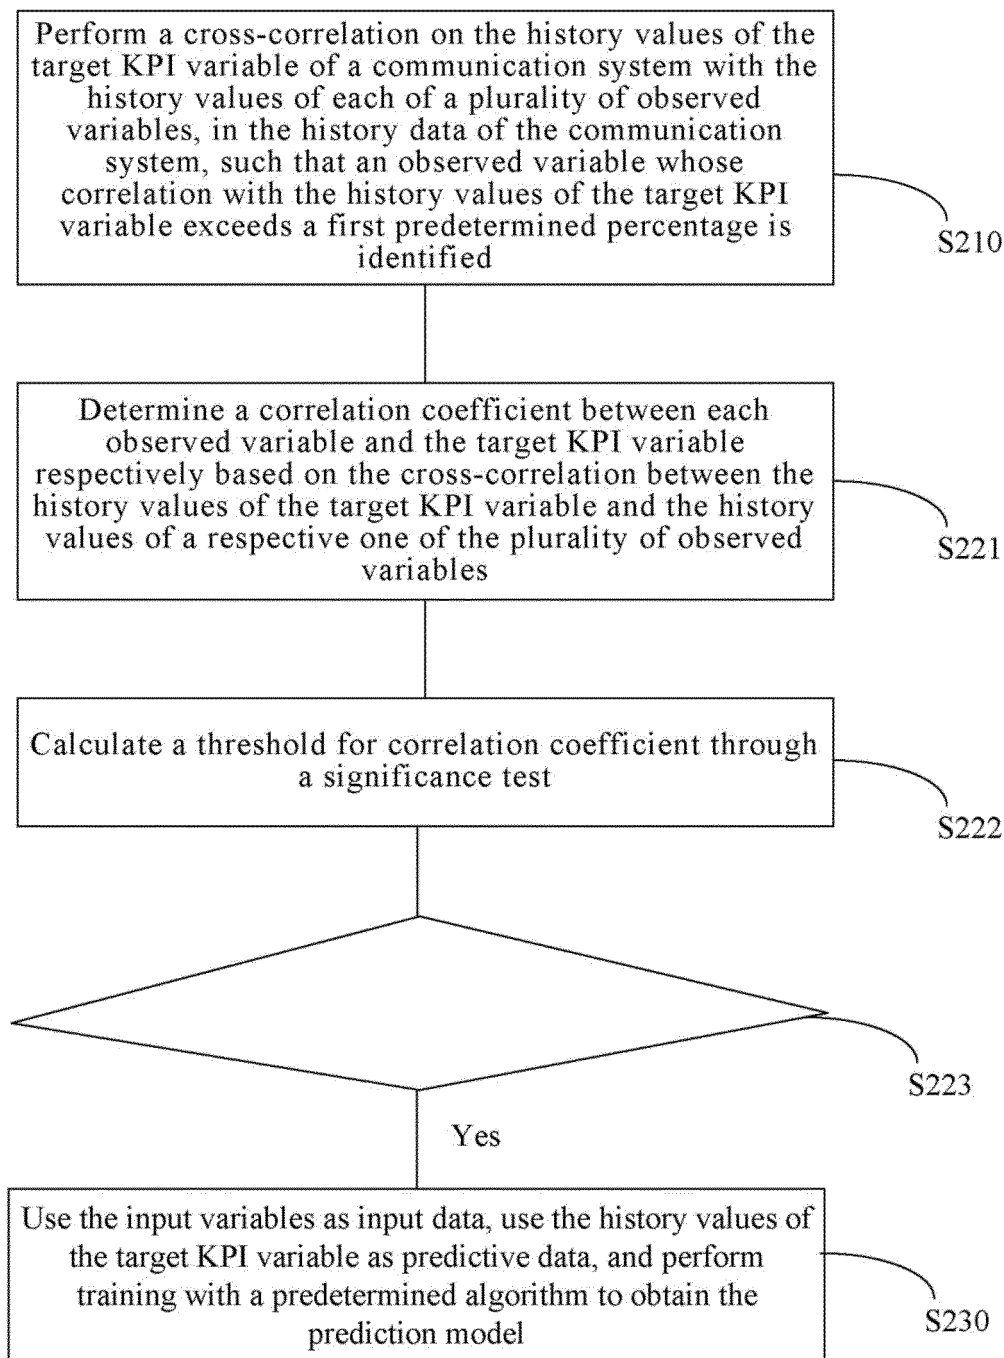 Perform a cross-correlation on the history values of the
target KPI variable of a communication system with the
history values of each of a plurality of observed
variables, in the history data of the communication
system, such that an observed variable whose
correlation with the history values of the target KPI
variable exceeds a first predetermined percentage is
identified
S210
Determine a correlation coefficient between each
observed variable and the target KPI variable
respectively based on the cross-correlation between the
history values of the target KPI variable and the history
values of a respective one of the plurality of observed
variables
S221
Calculate a threshold for correlation coefficient through
a significance test
S222
S223
Yes
Use the input variables as input data, use the history values of
the target KPI variable as predictive data, and perform
training with a predetermined algorithm to obtain the
prediction model
S230